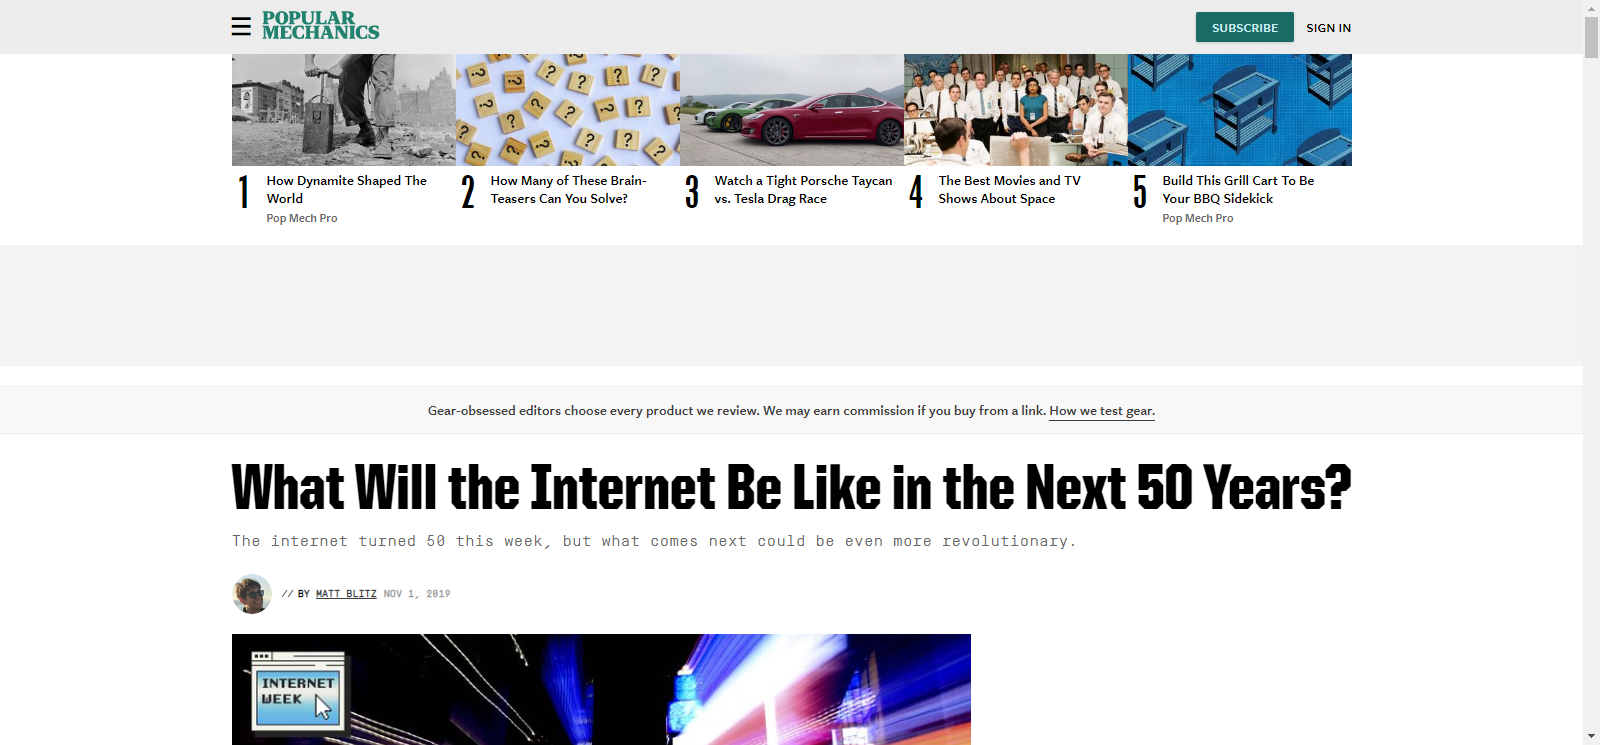 POPULAR
MECHANICS
SUBSCRIBE
SIGN IN
1
How Dynamite Shaped The
World
Pop Mech Pro
2
How Many of These Brain-
Teasers Can You Solve?
3
Watch a Tight Porsche Taycan
vs. Tesla Drag Race
4
The Best Movies and TV
Shows About Space
5
Build This Grill Cart To Be
Your BBQ Sidekick
Pop Mech Pro
Gear-obsessed editors choose every product we review. We may earn commission if you buy from a link. How we test gear.
What Will the Internet Be Like in the Next 50 Years?
The internet turned 50 this week, but what comes next could be even more revolutionary.
// BY MATT BLITZ NOV 1, 2019
INTERNET
WEEK